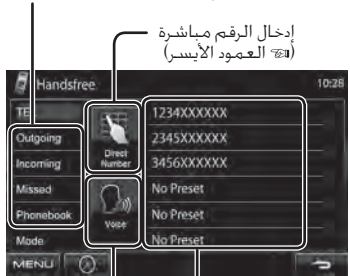 إدخال الرقم مباشرة
(☞ العمود الأيسر)
Handsfree
10:28
TE
1234XXXXXX
Outgoing
Direct Number
2345XXXXXX
Incoming
3456XXXXXX
Missed
Voice
No Preset
Phonebook
No Preset
Mode
No Preset
MENU